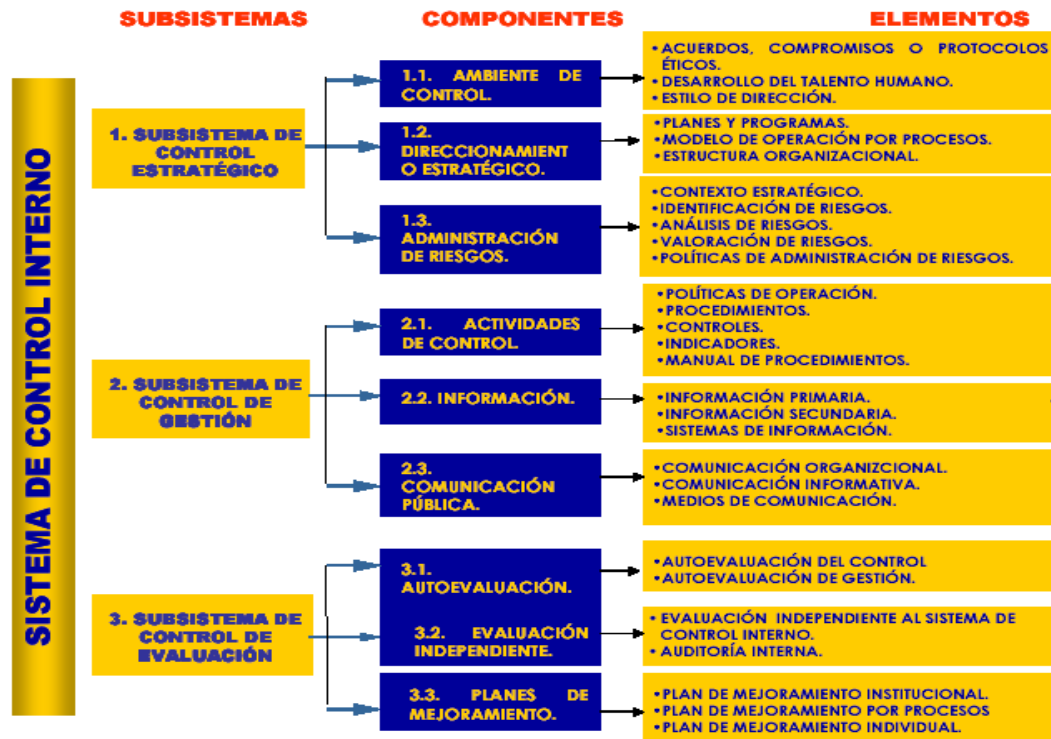 SUBSISTEMAS
COMPONENTES
ELEMENTOS
SISTEMA DE CONTROL INTERNO
1. SUBSISTEMA DE
CONTROL
ESTRATÉGICO
1.1. AMBIENTE DE
CONTROL.
•ACUERDOS, COMPROMISOS O PROTOCOLOS
ÉTICOS.
•DESARROLLO DEL TALENTO HUMANO.
•ESTILO DE DIRECCIÓN.
1.2.
DIRECCIONAMIENT
O ESTRATÉGICO.
•PLANES Y PROGRAMAS.
•MODELO DE OPERACIÓN POR PROCESOS.
•ESTRUCTURA ORGANIZACIONAL.
1.3.
ADMINISTRACIÓN
DE RIESGOS.
•CONTEXTO ESTRATÉGICO.
•IDENTIFICACIÓN DE RIESGOS.
•ANÁLISIS DE RIESGOS.
•VALORACIÓN DE RIESGOS.
•POLÍTICAS DE ADMINISTRACIÓN DE RIESGOS.
2. SUBSISTEMA DE
CONTROL DE
GESTIÓN
2.1. ACTIVIDADES
DE CONTROL.
•POLÍTICAS DE OPERACIÓN.
•PROCEDIMIENTOS.
•CONTROLES.
•INDICADORES.
•MANUAL DE PROCEDIMIENTOS.
2.2. INFORMACIÓN.
•INFORMACIÓN PRIMARIA.
•INFORMACIÓN SECUNDARIA.
•SISTEMAS DE INFORMACIÓN.
2.3.
COMUNICACIÓN
PÚBLICA.
•COMUNICACIÓN ORGANIZCIONAL.
•COMUNICACIÓN INFORMATIVA.
•MEDIOS DE COMUNICACIÓN.
3. SUBSISTEMA DE
CONTROL DE
EVALUACIÓN
3.1.
AUTOEVALUACIÓN.
•AUTOEVALUACIÓN DEL CONTROL
•AUTOEVALUACIÓN DE GESTIÓN.
3.2. EVALUACIÓN
INDEPENDIENTE.
• EVALUACIÓN INDEPENDIENTE AL SISTEMA DE
CONTROL INTERNO.
• AUDITORÍA INTERNA.
3.3. PLANES DE
MEJORAMIENTO.
•PLAN DE MEJORAMIENTO INSTITUCIONAL.
•PLAN DE MEJORAMIENTO POR PROCESOS
•PLAN DE MEJORAMIENTO INDIVIDUAL.